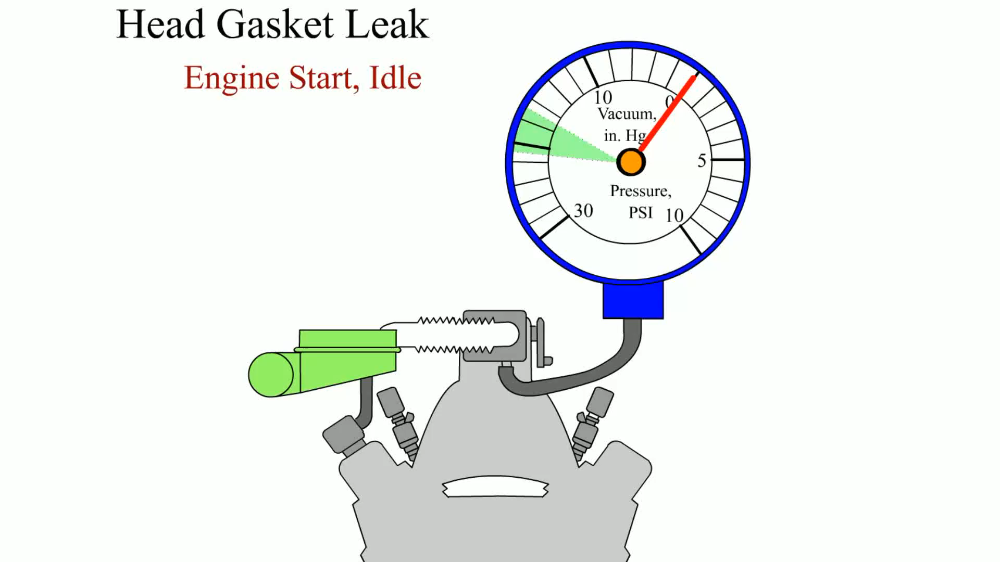 Head Gasket Leak
Engine Start, Idle
10
0
Vacuum,
in. Hg
5
Pressure,
PSI
30
10